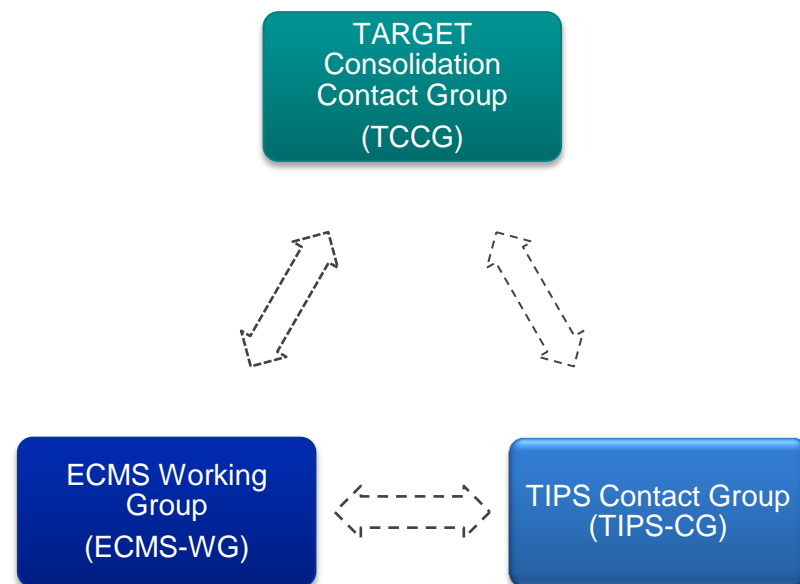 TARGET
Consolidation
Contact Group
(TCCG)
ECMS Working
Group
(ECMS-WG)
TIPS Contact Group
(TIPS-CG)